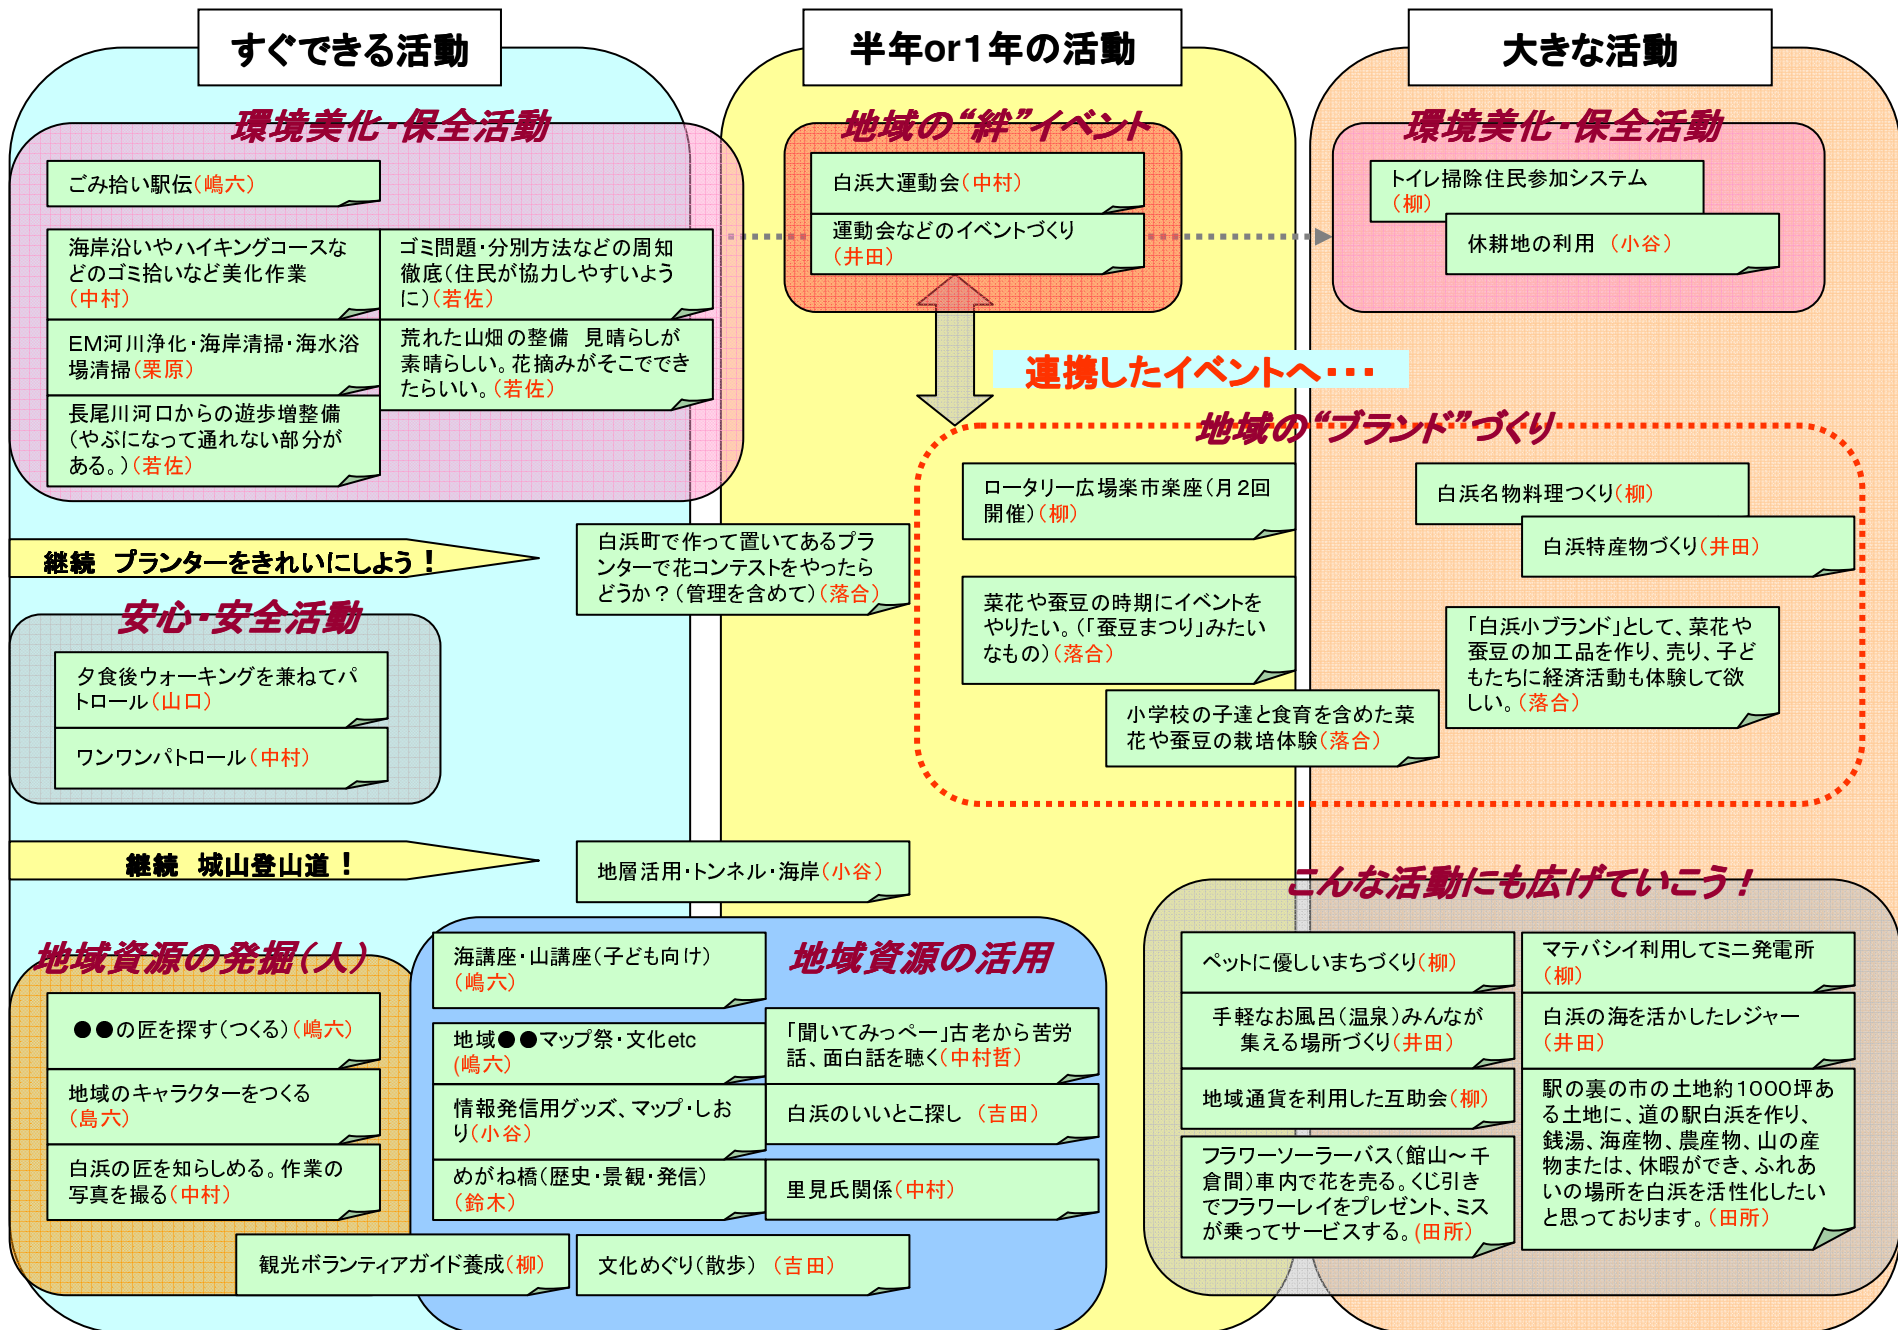 すぐできる活動
半年or1年の活動
大きな活動
環境美化・保全活動
ごみ拾い駅伝(嶋六)
海岸沿いやハイキングコースな
どのゴミ拾いなど美化作業
(中村)
ゴミ問題・分別方法などの周知
徹底(住民が協力しやすいよう
に)(若佐)
EM河川浄化・海岸清掃・海水浴
場清掃(栗原)
荒れた山畑の整備　見晴らしが
素晴らしい。花摘みがそこででき
たらいい。(若佐)
長尾川河口からの遊歩増整備
(やぶになって通れない部分が
ある。)(若佐)
地域の“絆”イベント
白浜大運動会(中村)
運動会などのイベントづくり
(井田)
環境美化・保全活動
トイレ掃除住民参加システム
(柳)
休耕地の利用　(小谷)
連携したイベントへ・・・
地域の“ブランド”づくり
ロータリー広場楽市楽座(月2回
開催)(柳)
白浜名物料理つくり(柳)
白浜特産物づくり(井田)
菜花や蚕豆の時期にイベントを
やりたい。(「蚕豆まつり」みたい
なもの)(落合)
「白浜小ブランド」として、菜花や
蚕豆の加工品を作り、売り、子ど
もたちに経済活動も体験して欲
しい。(落合)
小学校の子達と食育を含めた菜
花や蚕豆の栽培体験(落合)
継続　プランターをきれいにしよう！
白浜町で作って置いてあるプラ
ンターで花コンテストをやったら
どうか？(管理を含めて)(落合)
安心・安全活動
夕食後ウォーキングを兼ねてパ
トロール(山口)
ワンワンパトロール(中村)
継続　城山登山道！
地層活用・トンネル・海岸(小谷)
地域資源の発掘(人)
●●の匠を探す(つくる)(嶋六)
地域のキャラクターをつくる
(島六)
白浜の匠を知らしめる。作業の
写真を撮る(中村)
観光ボランティアガイド養成(柳)
地域資源の活用
海講座・山講座(子ども向け)
(嶋六)
地域●●マップ祭・文化etc
(嶋六)
「聞いてみっぺー」古老から苦労
話、面白話を聴く(中村哲)
情報発信用グッズ、マップ・しお
り(小谷)
白浜のいいとこ探し　(吉田)
めがね橋(歴史・景観・発信)
(鈴木)
里見氏関係(中村)
文化めぐり(散歩)　(吉田)
こんな活動にも広げていこう！
ペットに優しいまちづくり(柳)
マテバシイ利用してミニ発電所
(柳)
手軽なお風呂(温泉)みんなが
集える場所づくり(井田)
白浜の海を活かしたレジャー
(井田)
地域通貨を利用した互助会(柳)
フラワーソーラーバス(館山～千
倉間)車内で花を売る。くじ引き
でフラワーレイをプレゼント、ミス
が乗ってサービスする。(田所)
駅の裏の市の土地約1000坪あ
る土地に、道の駅白浜を作り、
銭湯、海産物、農産物、山の産
物または、休暇ができ、ふれあ
いの場所を白浜を活性化したい
と思っております。(田所)